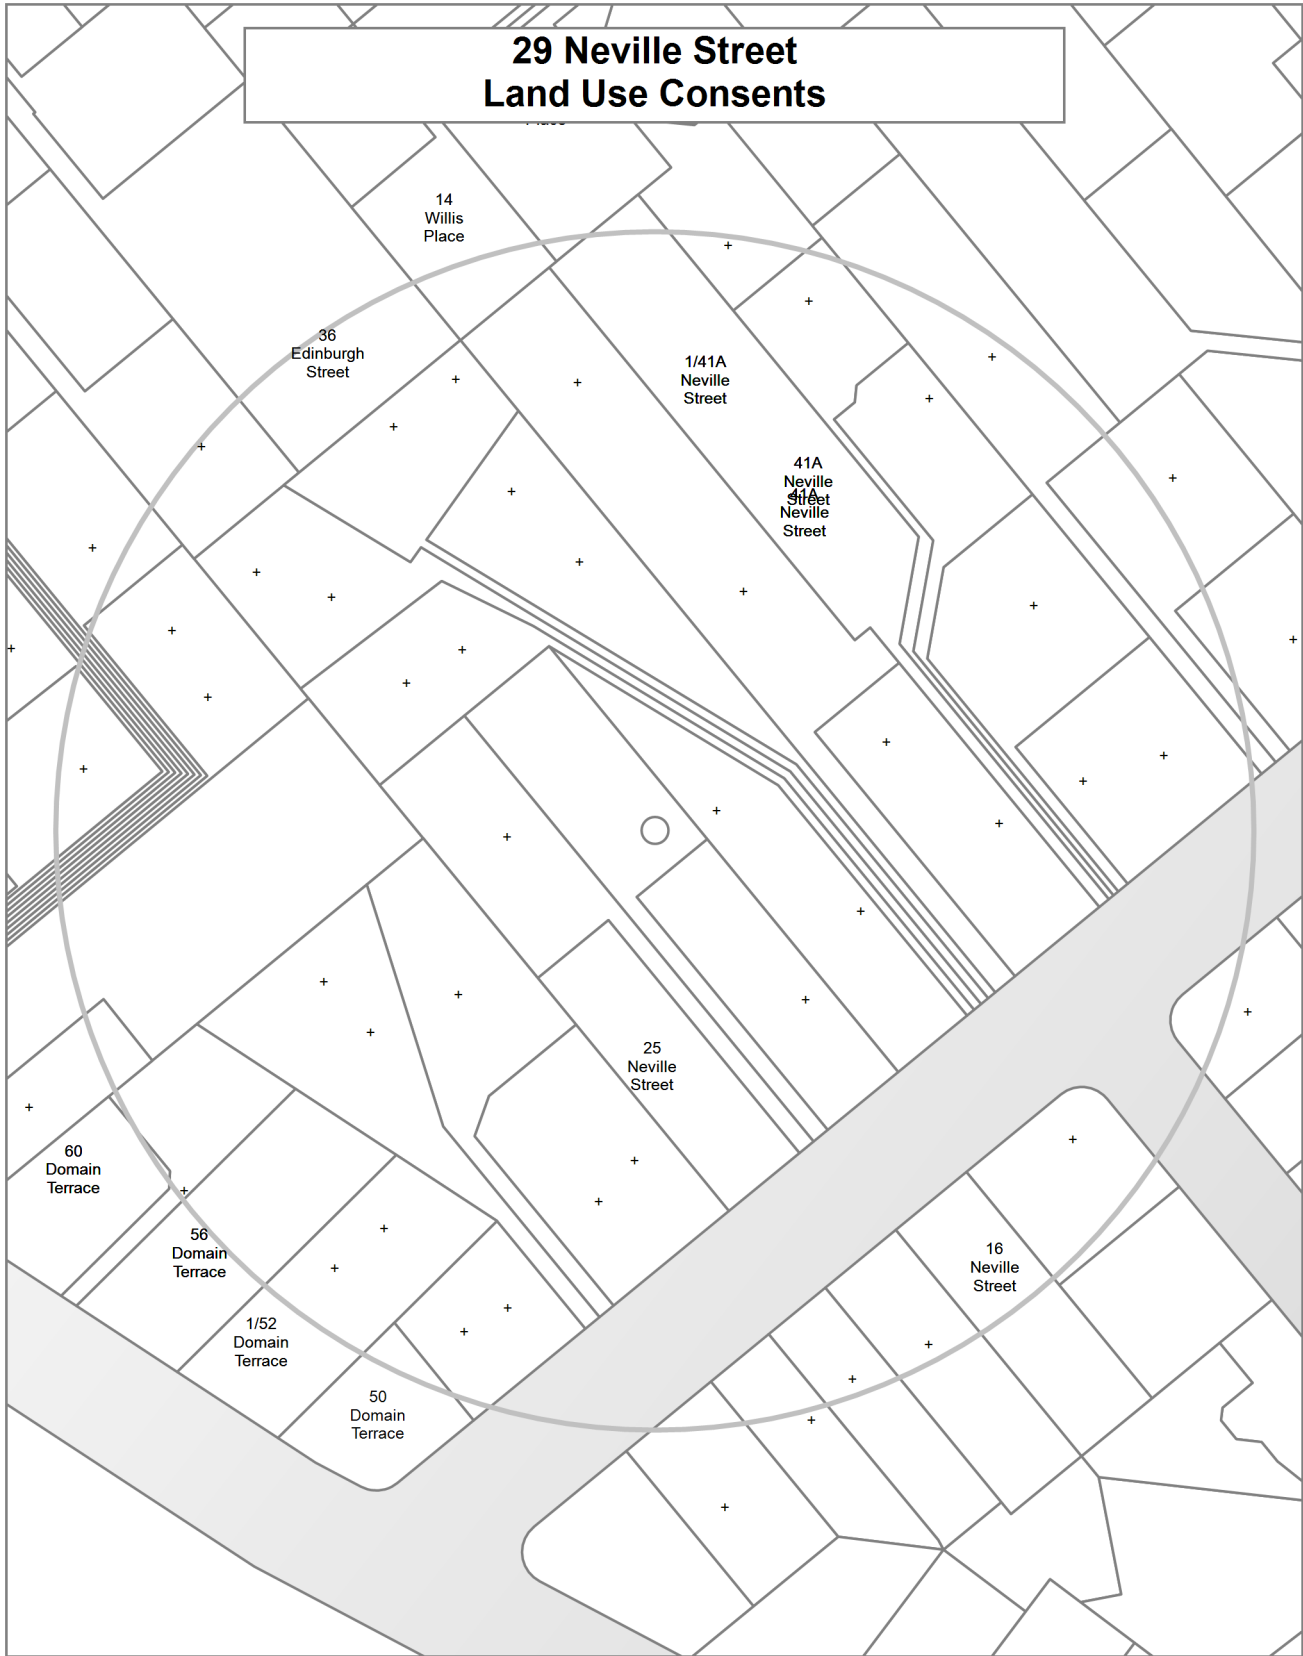 29 Neville Street
Land Use Consents
14
Willis
Place
36
Edinburgh
Street
1/41A
Neville
Street
41A
Neville
Street
41A
Neville
Street
25
Neville
Street
60
Domain
Terrace
56
Domain
Terrace
16
Neville
Street
1/52
Domain
Terrace
50
Domain
Terrace